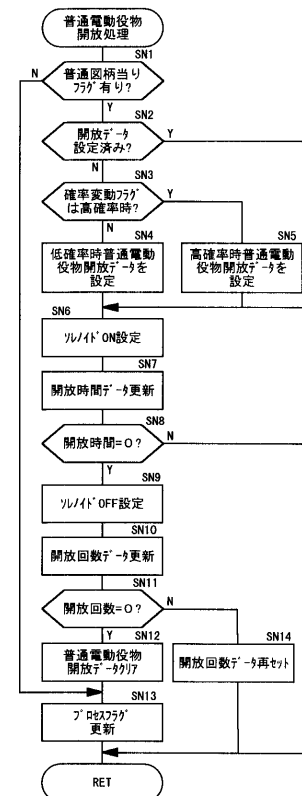 普通電動役物
開放処理
SN1
N
普通図柄当り
フラグ有り?
Y
SN2
開放データ
設定済み?
Y
N
SN3
確率変動フラグ
は高確率時?
Y
N
SN4
低確率時普通電動
役物開放データを
設定
SN5
高確率時普通電動
役物開放データを
設定
SN6
ソレノイドON設定
SN7
開放時間データ更新
SN8
開放時間=0?
N
Y
SN9
ソレノイドOFF設定
SN10
開放回数データ更新
SN11
開放回数=0?
N
Y
SN12
普通電動役物
開放データクリア
SN14
開放回数データ再セット
SN13
プロセスフラグ
更新
RET